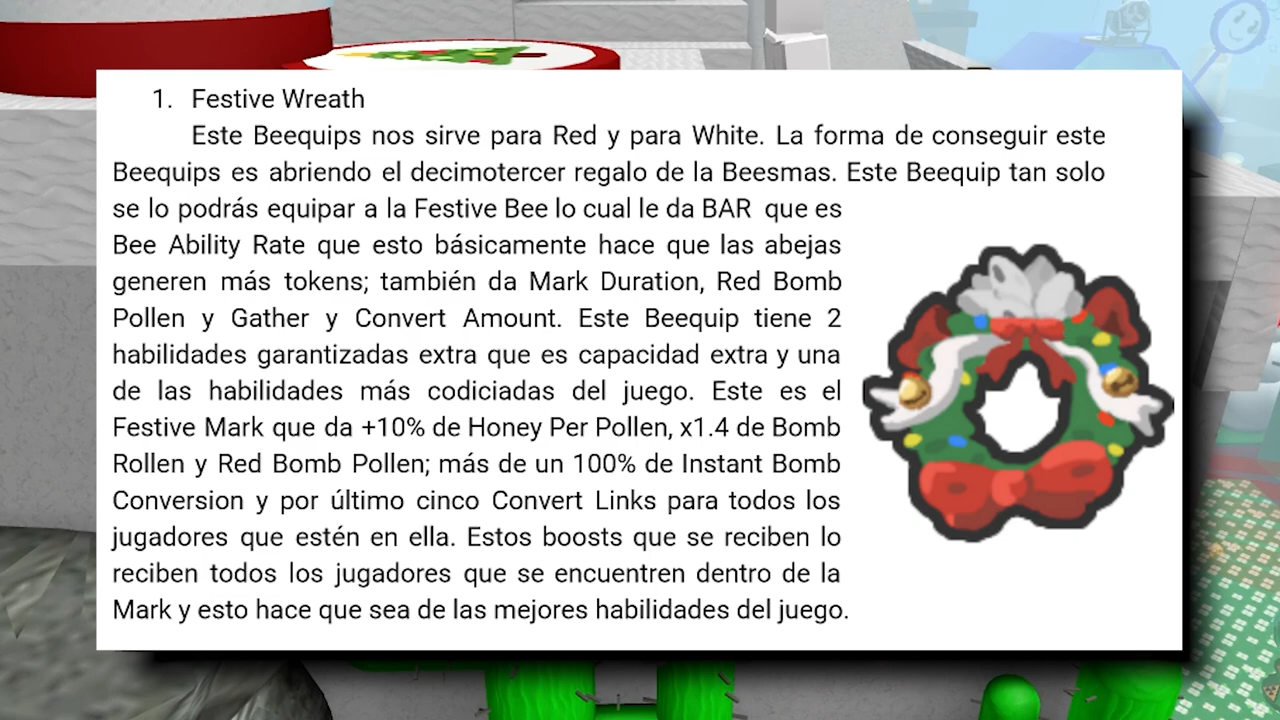 1. Festive Wreath
Este Beequips nos sirve para Red y para White. La forma de conseguir este
Beequips es abriendo el decimotercer regalo de la Beesmas. Este Beequip tan solo
se lo podrás equipar a la Festive Bee lo cual le da BAR que es
Bee Ability Rate que esto básicamente hace que las abejas
generen más tokens; también da Mark Duration, Red Bomb
Pollen y Gather y Convert Amount. Este Beequip tiene 2
habilidades garantizadas extra que es capacidad extra y una
de las habilidades más codiciadas del juego. Este es el
Festive Mark que da +10% de Honey Per Pollen, x1.4 de Bomb
Rollen y Red Bomb Pollen; más de un 100% de Instant Bomb
Conversion y por último cinco Convert Links para todos los
jugadores que estén en ella. Estos boosts que se reciben lo
reciben todos los jugadores que se encuentren dentro de la
Mark y esto hace que sea de las mejores habilidades del juego.